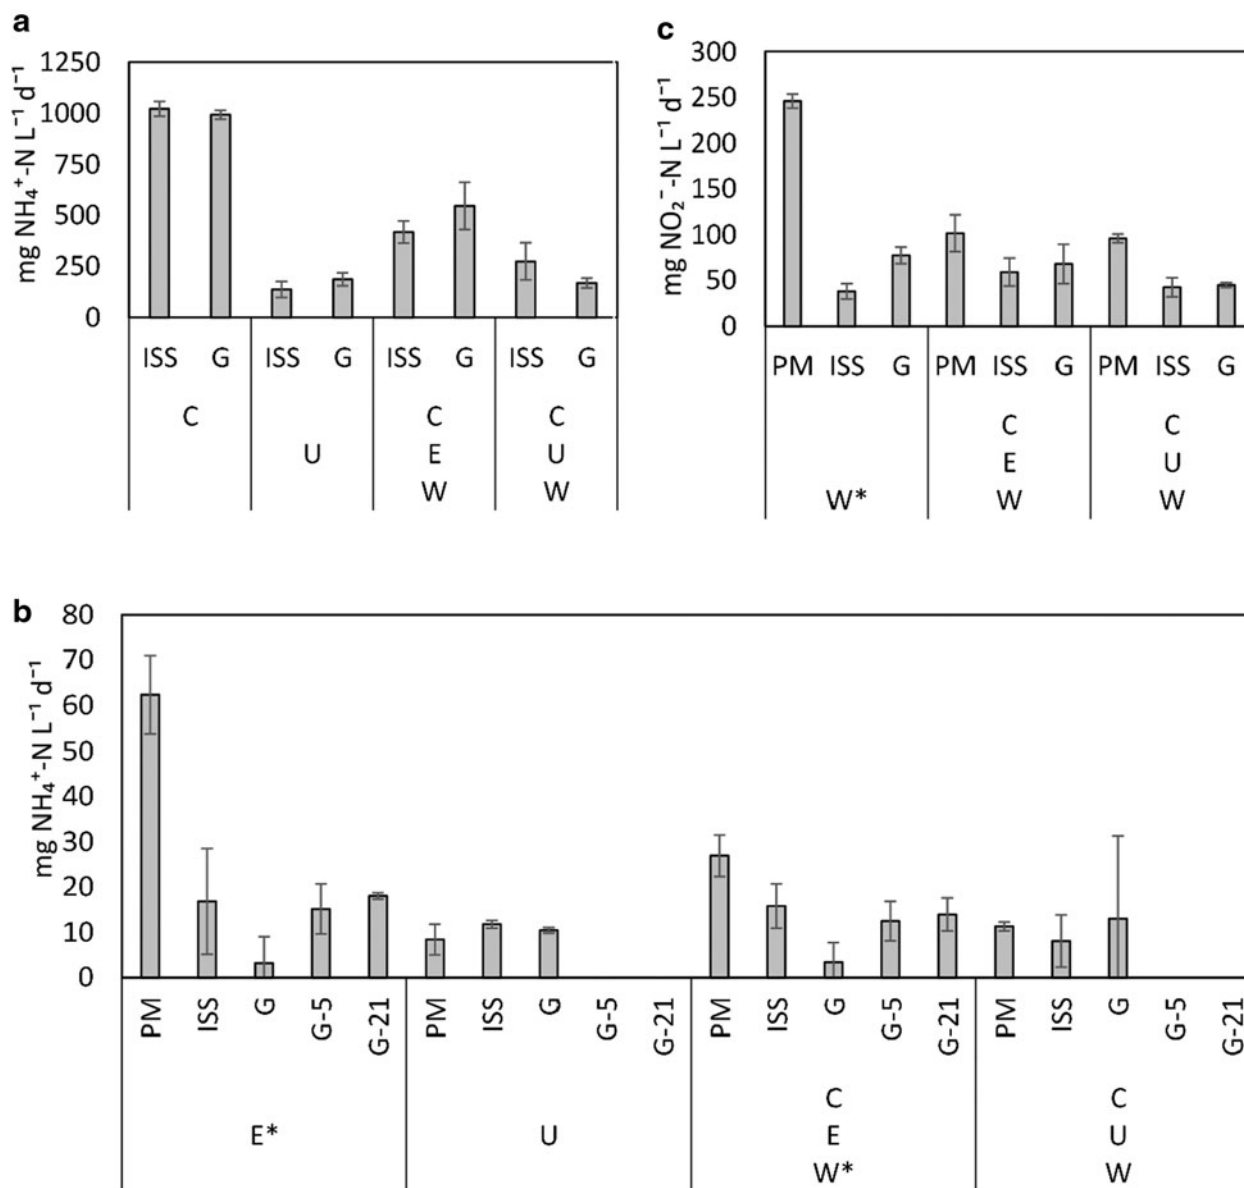 a
mg NH₄⁺-N L⁻¹ d⁻¹
1250
1000
750
500
250
0
ISS G ISS G ISS G ISS G
C C C
U E U
W W
c
mg NO₂⁻-N L⁻¹ d⁻¹
300
250
200
150
100
50
0
PM ISS G PM ISS G PM ISS G
C C
E U
W* W W
b
mg NH₄⁺-N L⁻¹ d⁻¹
80
70
60
50
40
30
20
10
0
PM ISS G G-5 G-21 PM ISS G G-5 G-21 PM ISS G G-5 G-21 PM ISS G G-5 G-21
C C
E* U E U
W* W